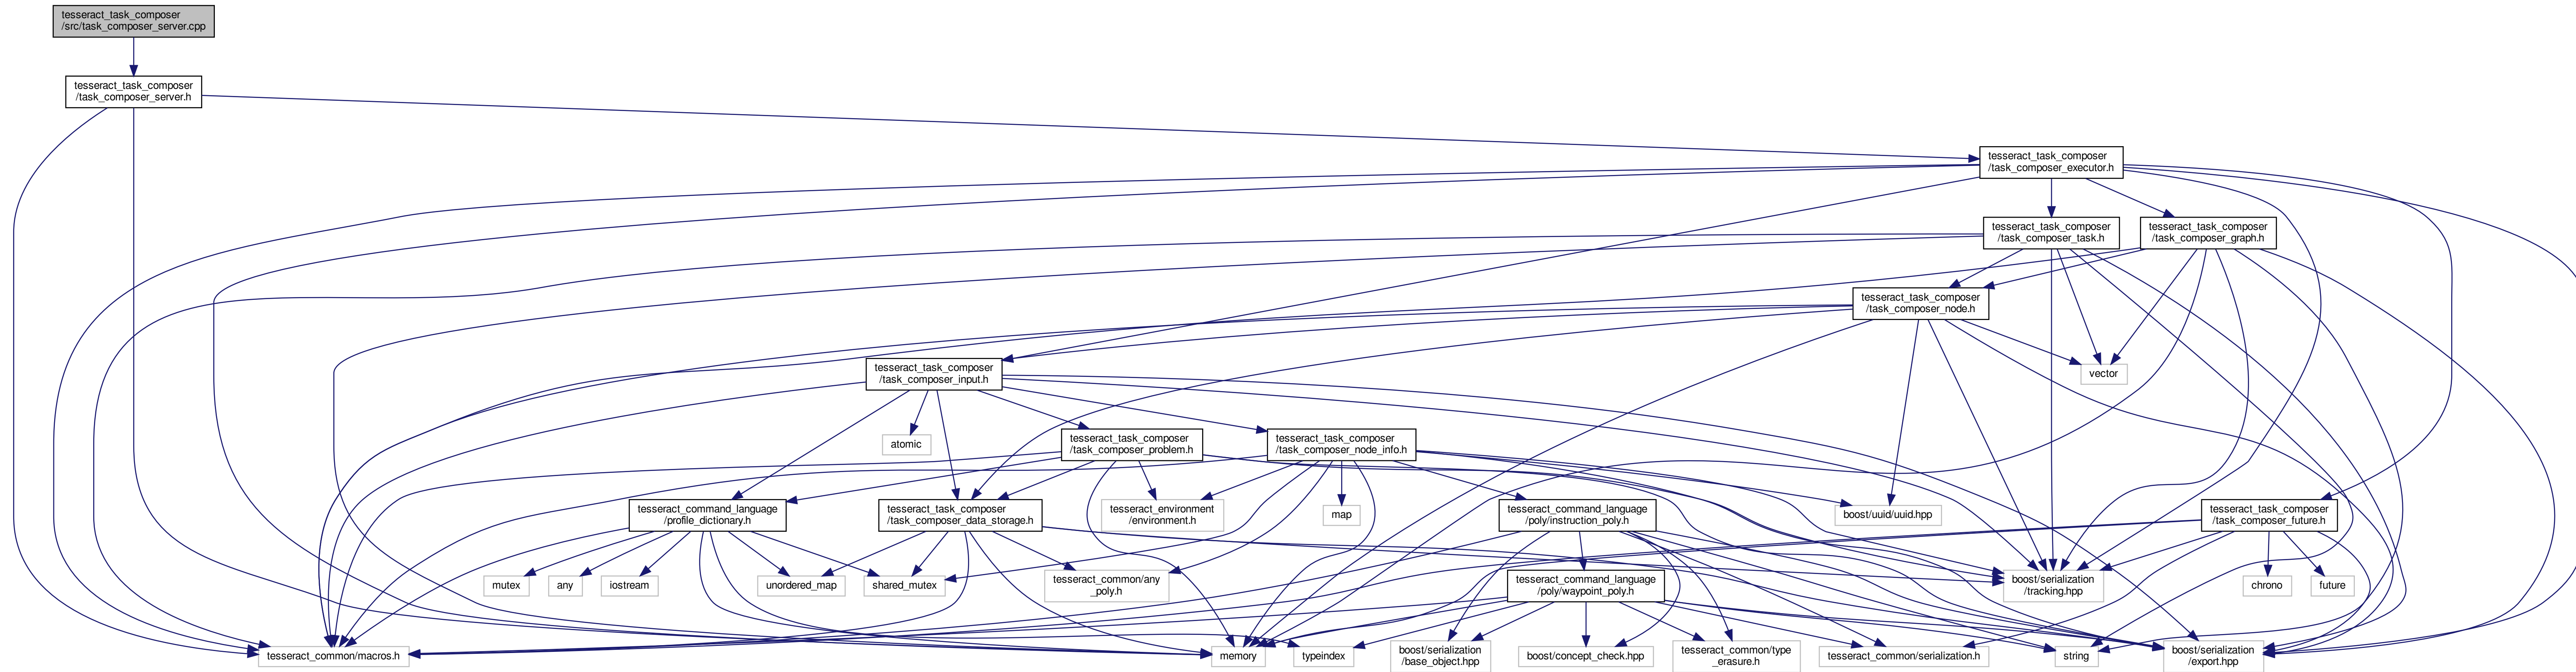 tesseract_task_composer
/src/task_composer_server.cpp
tesseract_task_composer
/task_composer_server.h
tesseract_task_composer
/task_composer_executor.h
tesseract_task_composer
/task_composer_task.h
tesseract_task_composer
/task_composer_graph.h
tesseract_task_composer
/task_composer_node.h
tesseract_task_composer
/task_composer_input.h
vector
atomic
tesseract_task_composer
/task_composer_problem.h
tesseract_task_composer
/task_composer_node_info.h
tesseract_command_language
/profile_dictionary.h
tesseract_task_composer
/task_composer_data_storage.h
tesseract_environment
/environment.h
map
tesseract_command_language
/poly/instruction_poly.h
boost/uuid/uuid.hpp
tesseract_task_composer
/task_composer_future.h
mutex
any
iostream
unordered_map
shared_mutex
tesseract_common/any
_poly.h
tesseract_command_language
/poly/waypoint_poly.h
boost/serialization
/tracking.hpp
chrono
future
tesseract_common/macros.h
memory
typeindex
boost/serialization
/base_object.hpp
boost/concept_check.hpp
tesseract_common/type
_erasure.h
tesseract_common/serialization.h
string
boost/serialization
/export.hpp